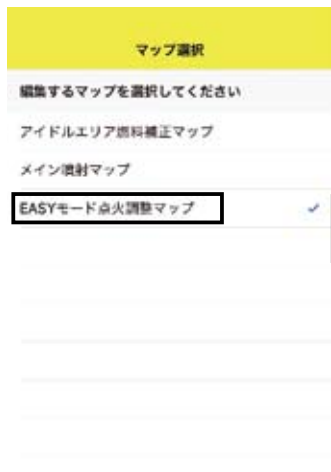 マップ選択
編集するマップを選択してください
アイドルエリア燃料補正マップ
メイン噴射マップ
EASYモード点火調整マップ